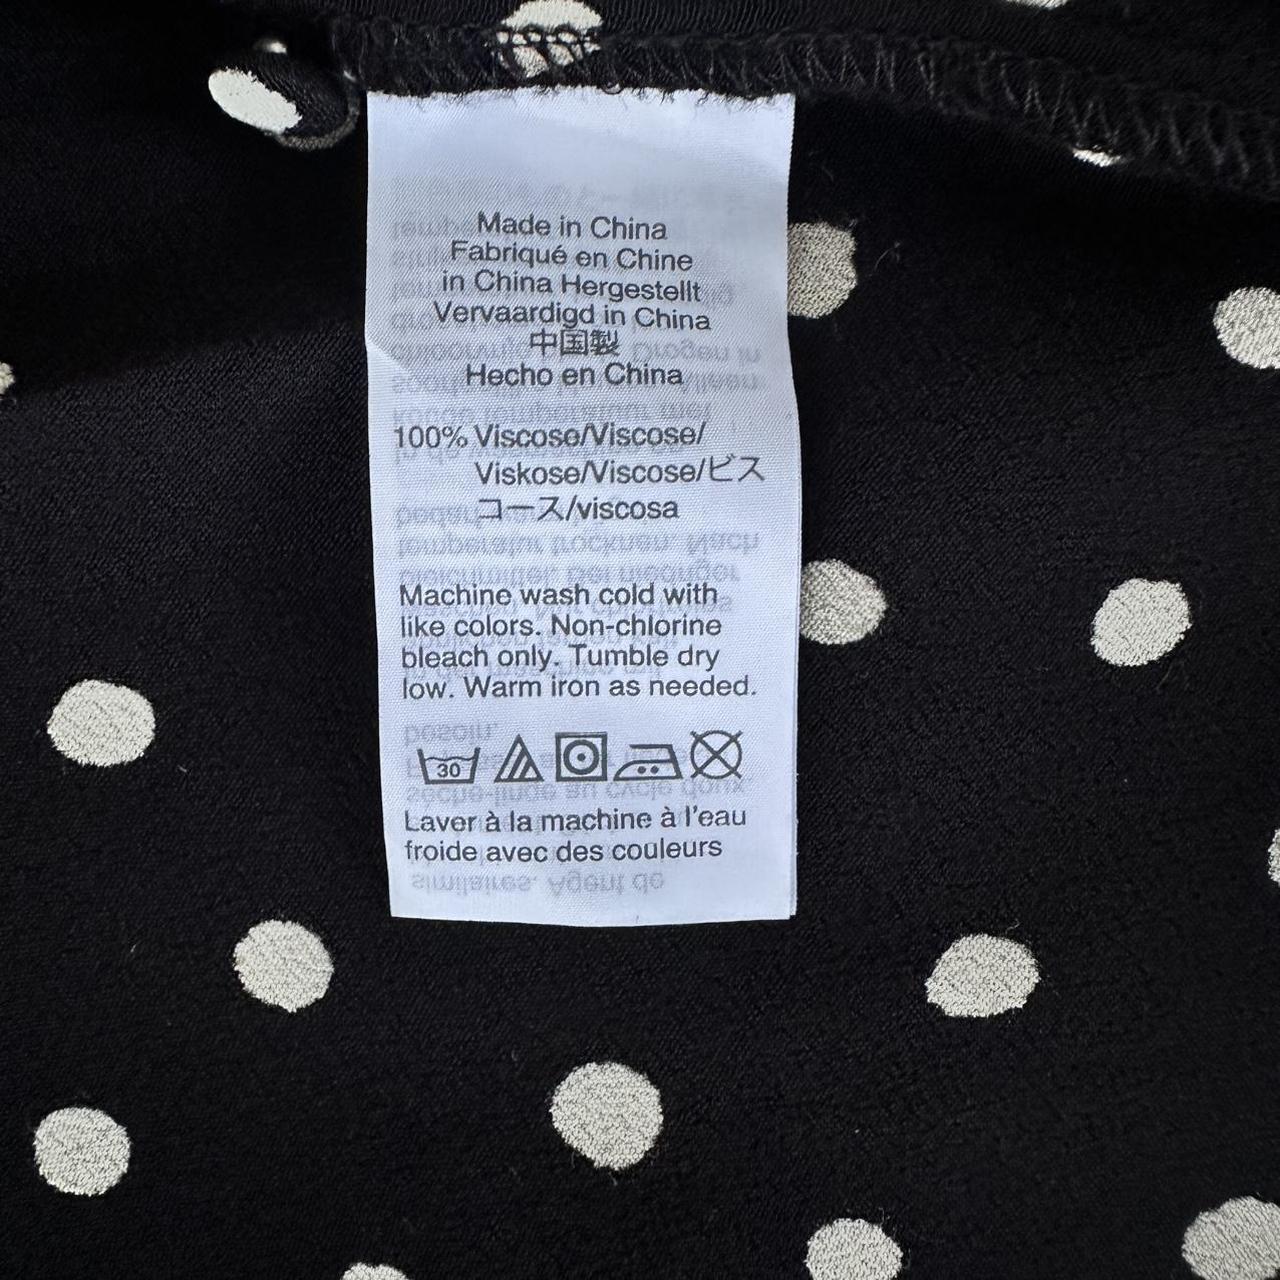 Made in China
Fabriqué en Chine
in China Hergestellt
Vervaardigd in China
中国製
Hecho en China
100% Viscose/Viscose/
Viskose/Viscose/ビス
コース/viscosa
Machine wash cold with
like colors. Non-chlorine
bleach only. Tumble dry
low. Warm iron as needed.
30
Laver à la machine à l'eau
froide avec des couleurs